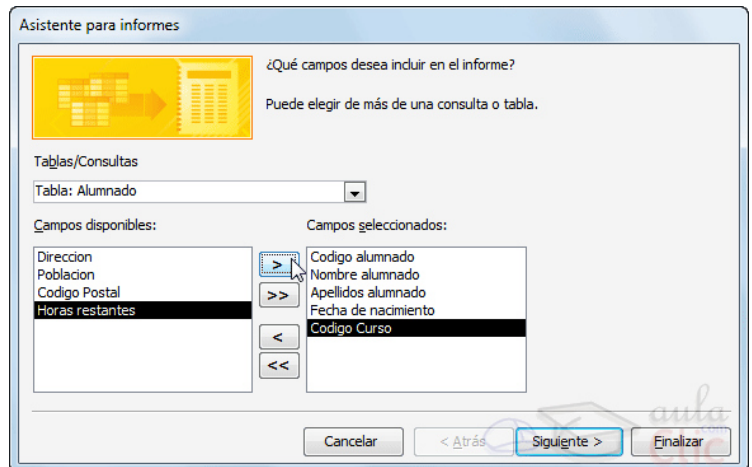 Asistente para informes
¿Qué campos desea incluir en el informe?
Puede elegir de más de una consulta o tabla.
Tablas/Consultas
Tabla: Alumnado
Campos disponibles:
Campos seleccionados:
Direccion
Poblacion
Codigo Postal
Horas restantes
>
>>
<
<<
Codigo alumnado
Nombre alumnado
Apellidos alumnado
Fecha de nacimiento
Codigo Curso
Cancelar
< Atrás
Siguiente >
Finalizar
aula
Clic
.com